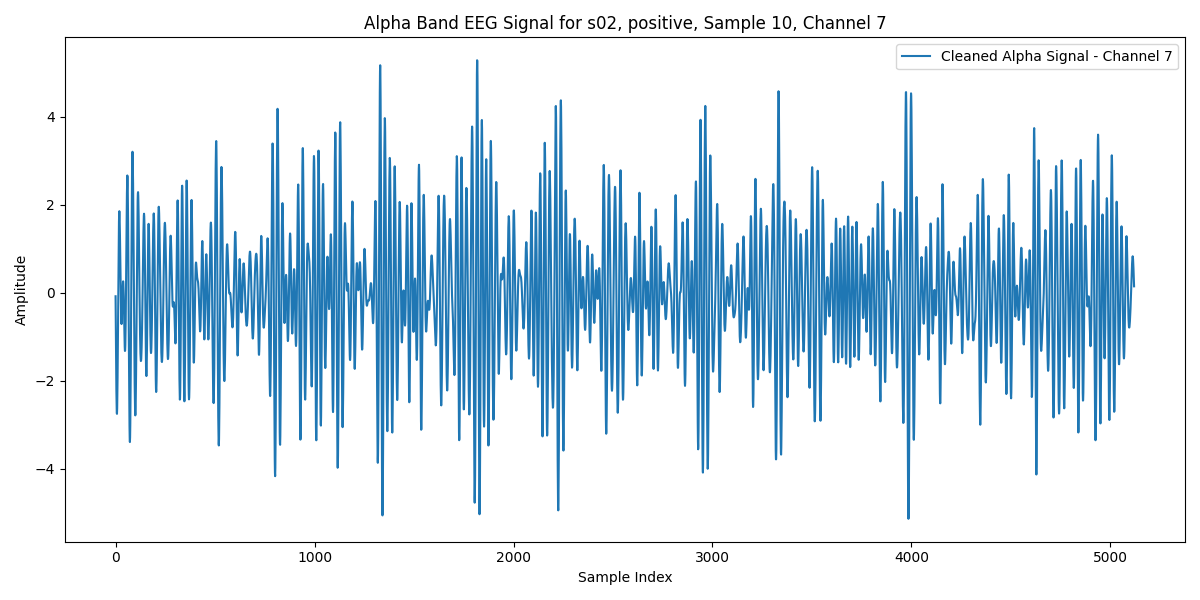 Alpha Band EEG Signal for s02, positive, Sample 10, Channel 7
Cleaned Alpha Signal - Channel 7
Amplitude
4
2
0
−2
−4
0 1000 2000 3000 4000 5000
Sample Index